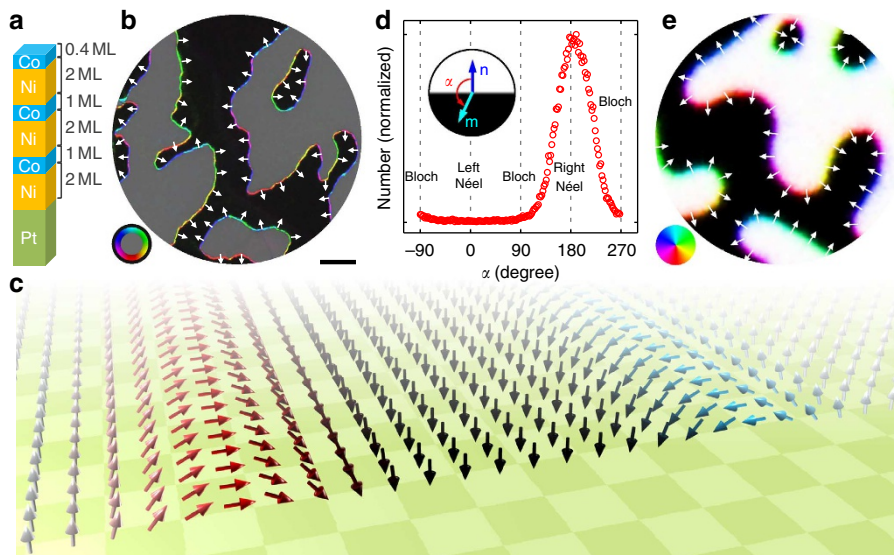 a
0.4 ML
Co
2 ML
Ni
1 ML
Co
2 ML
Ni
1 ML
Co
2 ML
Ni
Pt
b
c
d
Number (normalized)
n
α
m
Bloch
Left
Néel
Bloch
Right
Néel
Bloch
−90 0 90 180 270
α (degree)
e